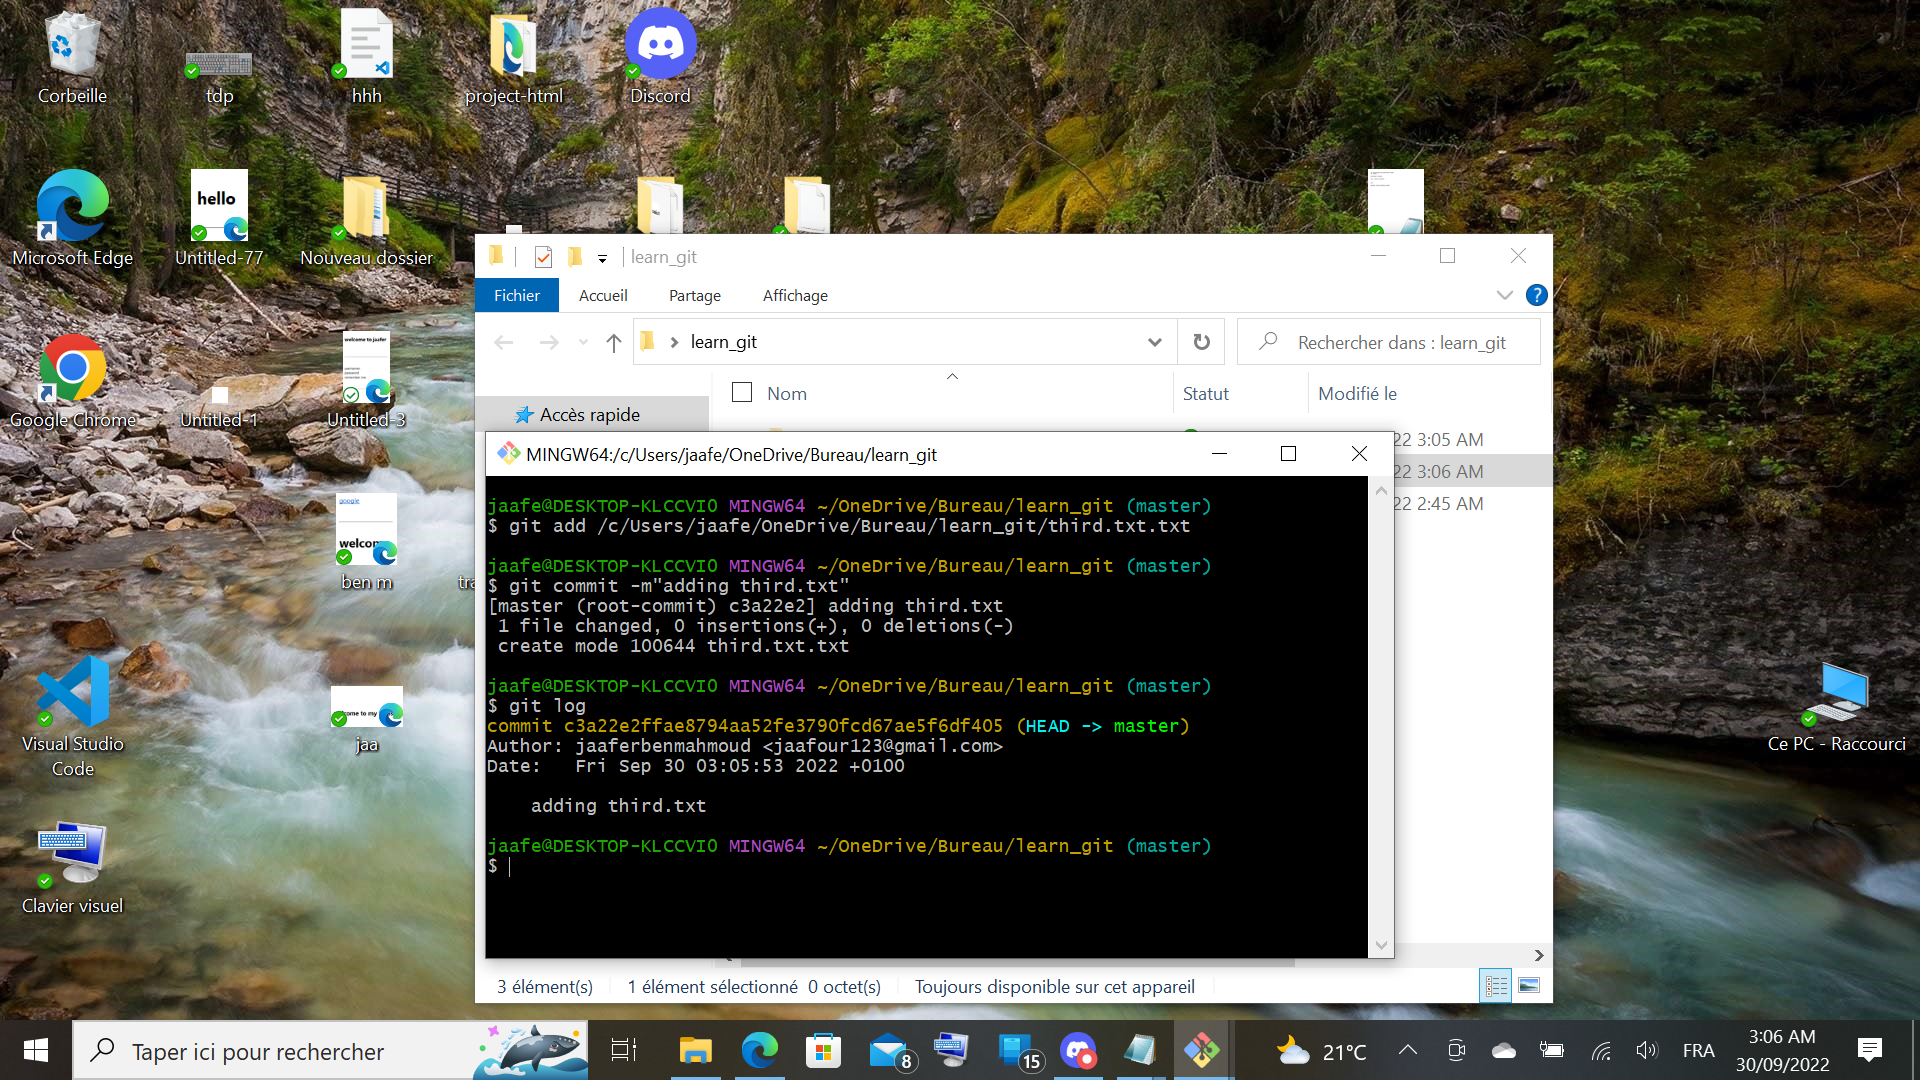 Corbeille
tdp
hhh
project-html
Discord
hello
Microsoft Edge
Untitled-77
Nouveau dossier
learn_git
Fichier
Accueil
Partage
Affichage
?
learn_git
Rechercher dans : learn_git
Nom
Statut
Modifié le
Accès rapide
22 3:05 AM
22 3:06 AM
22 2:45 AM
welcome to jaafer
Google Chrome
Untitled-1
Untitled-3
google
ben m
jaa
Visual Studio
Code
Clavier visuel
Ce PC - Raccourci
MINGW64:/c/Users/jaafe/OneDrive/Bureau/learn_git
jaafe@DESKTOP-KLCCVIO MINGW64 ~/OneDrive/Bureau/learn_git (master)
$ git add /c/Users/jaafe/OneDrive/Bureau/learn_git/third.txt.txt
jaafe@DESKTOP-KLCCVIO MINGW64 ~/OneDrive/Bureau/learn_git (master)
$ git commit -m"adding third.txt"
[master (root-commit) c3a22e2] adding third.txt
1 file changed, 0 insertions(+), 0 deletions(-)
create mode 100644 third.txt.txt
jaafe@DESKTOP-KLCCVIO MINGW64 ~/OneDrive/Bureau/learn_git (master)
$ git log
commit c3a22e2ffae8794aa52fe3790fcd67ae5f6df405 (HEAD -> master)
Author: jaaferbenmahmoud <jaafour123@gmail.com>
Date:   Fri Sep 30 03:05:53 2022 +0100
adding third.txt
jaafe@DESKTOP-KLCCVIO MINGW64 ~/OneDrive/Bureau/learn_git (master)
$
3 élément(s)
1 élément sélectionné 0 octet(s)
Toujours disponible sur cet appareil
Taper ici pour rechercher
8
15
21°C
FRA
3:06 AM
30/09/2022